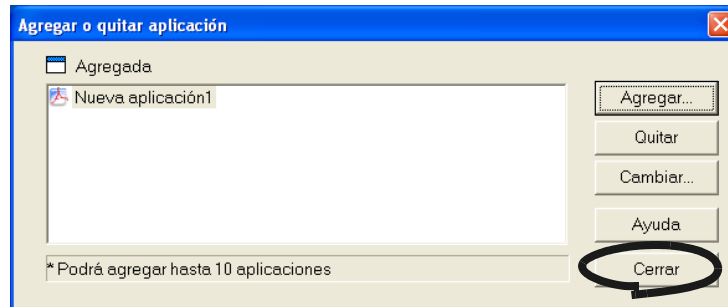 Agregar o quitar aplicación
Agregada
Nueva aplicación1
Agregar...
Quitar
Cambiar...
Ayuda
* Podrá agregar hasta 10 aplicaciones
Cerrar